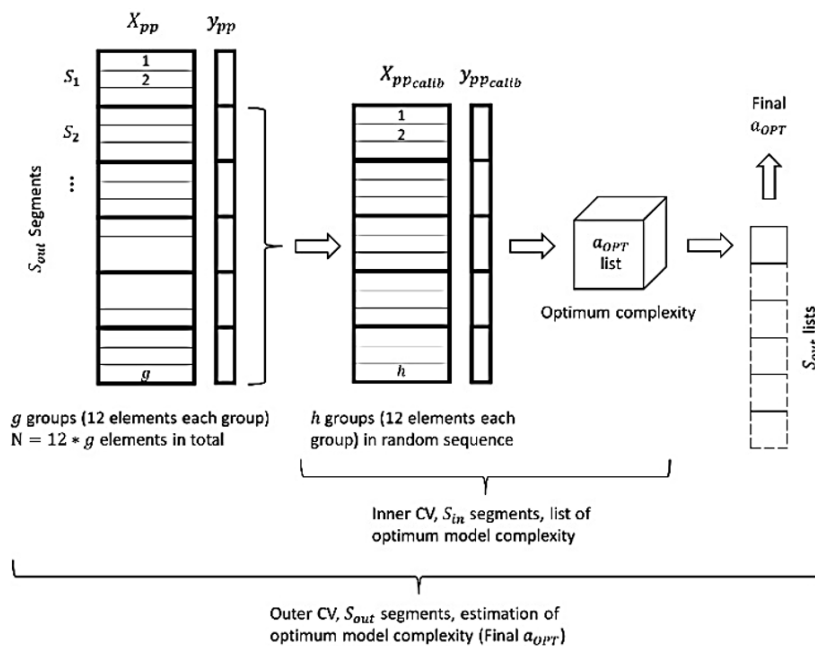 X_pp y_pp
1
2
S_1
S_2
...
S_out Segments
g
g groups (12 elements each group)
N = 12 * g elements in total
X_pp_calib y_pp_calib
1
2
h
h groups (12 elements each
group) in random sequence
a_OPT
list
Optimum complexity
Final
a_OPT
S_out lists
Inner CV, S_in segments, list of
optimum model complexity
Outer CV, S_out segments, estimation of
optimum model complexity (Final a_OPT)